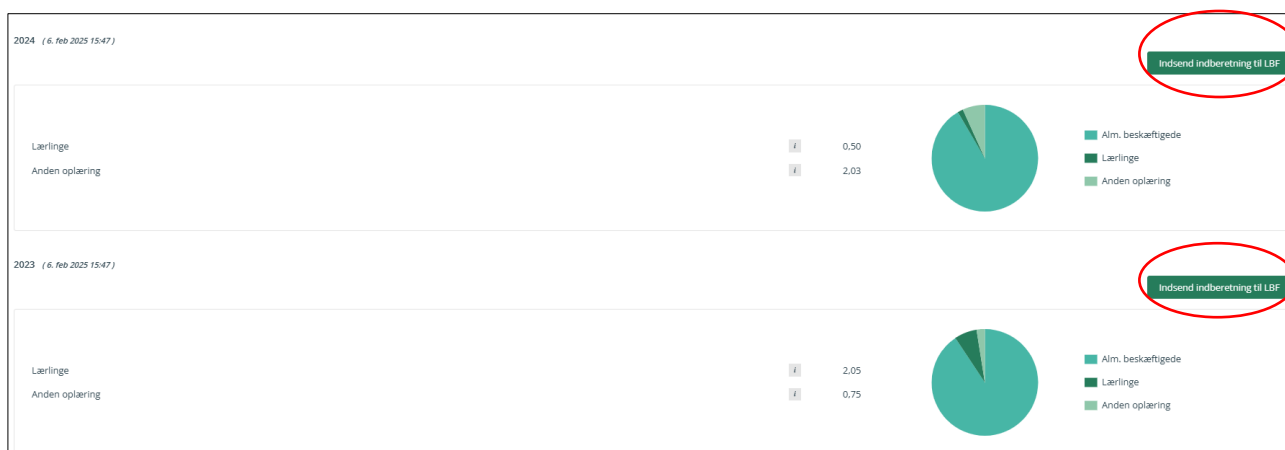 2024 ( 6. feb 2025 15:47 )
Indsend indberetning til LBF
Lærlinge i 0,50
Anden oplæring i 2,03
Alm. beskæftigede
Lærlinge
Anden oplæring
2023 ( 6. feb 2025 15:47 )
Indsend indberetning til LBF
Lærlinge i 2,05
Anden oplæring i 0,75
Alm. beskæftigede
Lærlinge
Anden oplæring